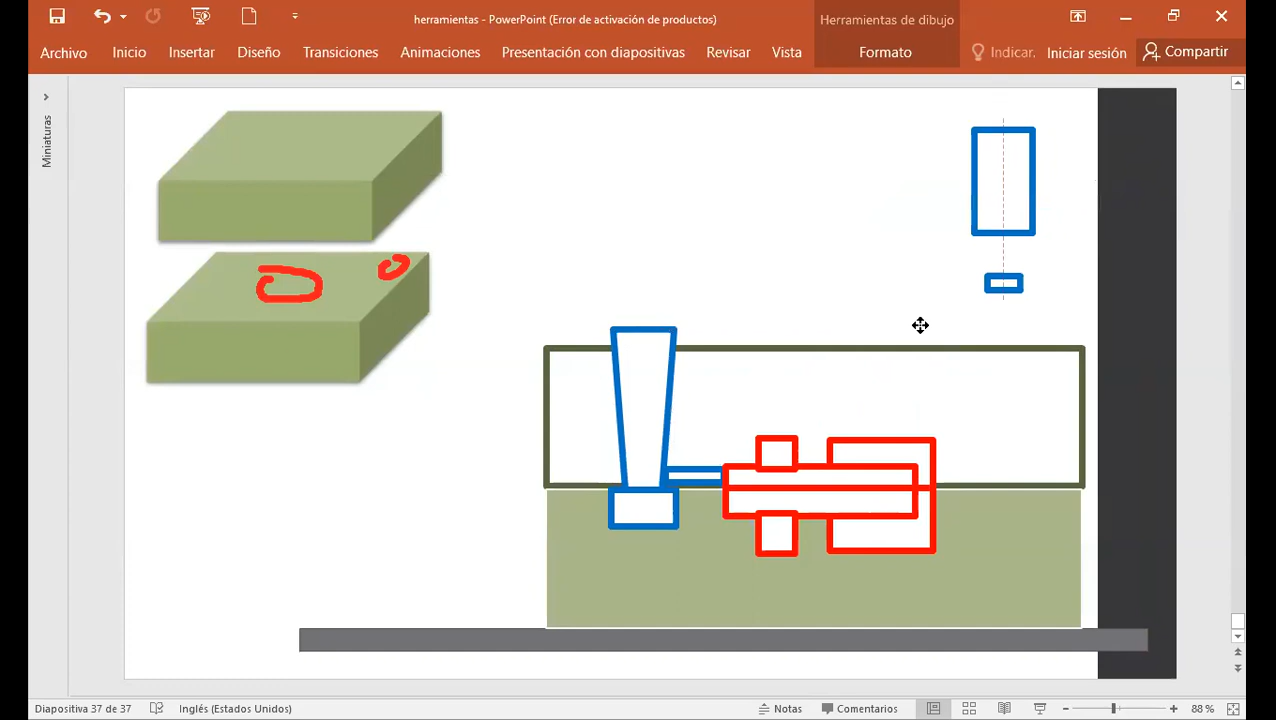 herramientas - PowerPoint (Error de activación de productos)
Herramientas de dibujo
Archivo Inicio Insertar Diseño Transiciones Animaciones Presentación con diapositivas Revisar Vista Formato Indicar. Iniciar sesión Compartir
Miniaturas
Diapositiva 37 de 37 Inglés (Estados Unidos) Notas Comentarios 88 %